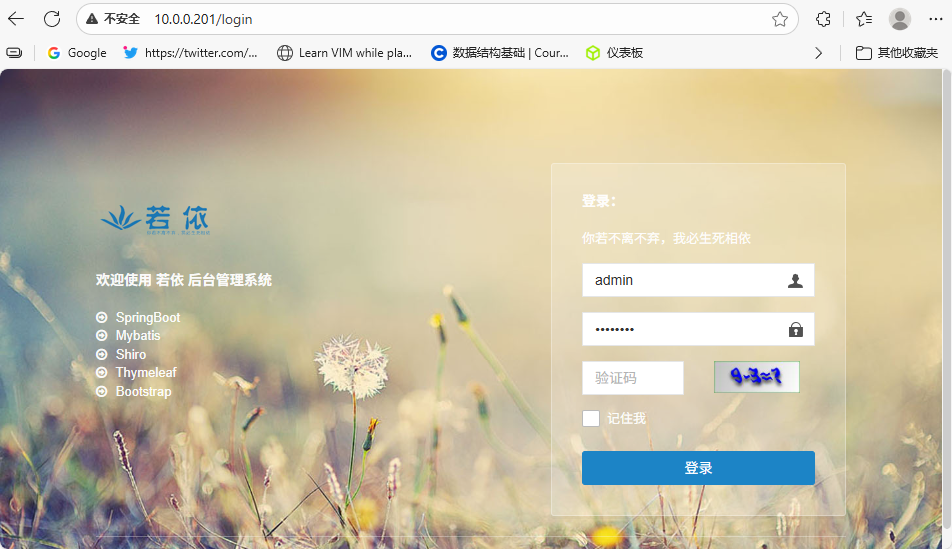 不安全 10.0.0.201/login
Google https://twitter.com/... Learn VIM while pla... 数据结构基础 | Cour... 仪表板 其他收藏夹
若 依
欢迎使用 若依 后台管理系统
SpringBoot
Mybatis
Shiro
Thymeleaf
Bootstrap
登录:
你若不离不弃，我必生死相依
admin
••••••••
验证码 9-3=?
记住我
登录